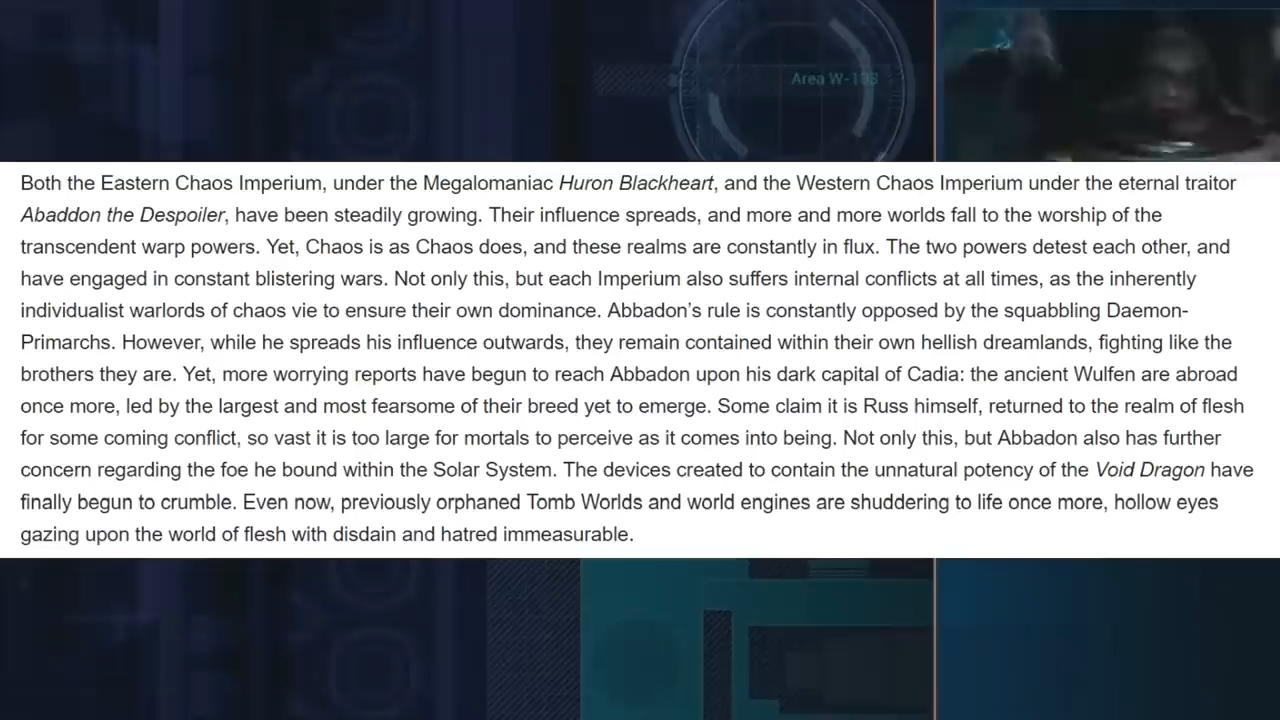 Area W-103
Both the Eastern Chaos Imperium, under the Megalomaniac Huron Blackheart, and the Western Chaos Imperium under the eternal traitor
Abaddon the Despoiler, have been steadily growing. Their influence spreads, and more and more worlds fall to the worship of the
transcendent warp powers. Yet, Chaos is as Chaos does, and these realms are constantly in flux. The two powers detest each other, and
have engaged in constant blistering wars. Not only this, but each Imperium also suffers internal conflicts at all times, as the inherently
individualist warlords of chaos vie to ensure their own dominance. Abbadon’s rule is constantly opposed by the squabbling Daemon-
Primarchs. However, while he spreads his influence outwards, they remain contained within their own hellish dreamlands, fighting like the
brothers they are. Yet, more worrying reports have begun to reach Abbadon upon his dark capital of Cadia: the ancient Wulfen are abroad
once more, led by the largest and most fearsome of their breed yet to emerge. Some claim it is Russ himself, returned to the realm of flesh
for some coming conflict, so vast it is too large for mortals to perceive as it comes into being. Not only this, but Abbadon also has further
concern regarding the foe he bound within the Solar System. The devices created to contain the unnatural potency of the Void Dragon have
finally begun to crumble. Even now, previously orphaned Tomb Worlds and world engines are shuddering to life once more, hollow eyes
gazing upon the world of flesh with disdain and hatred immeasurable.